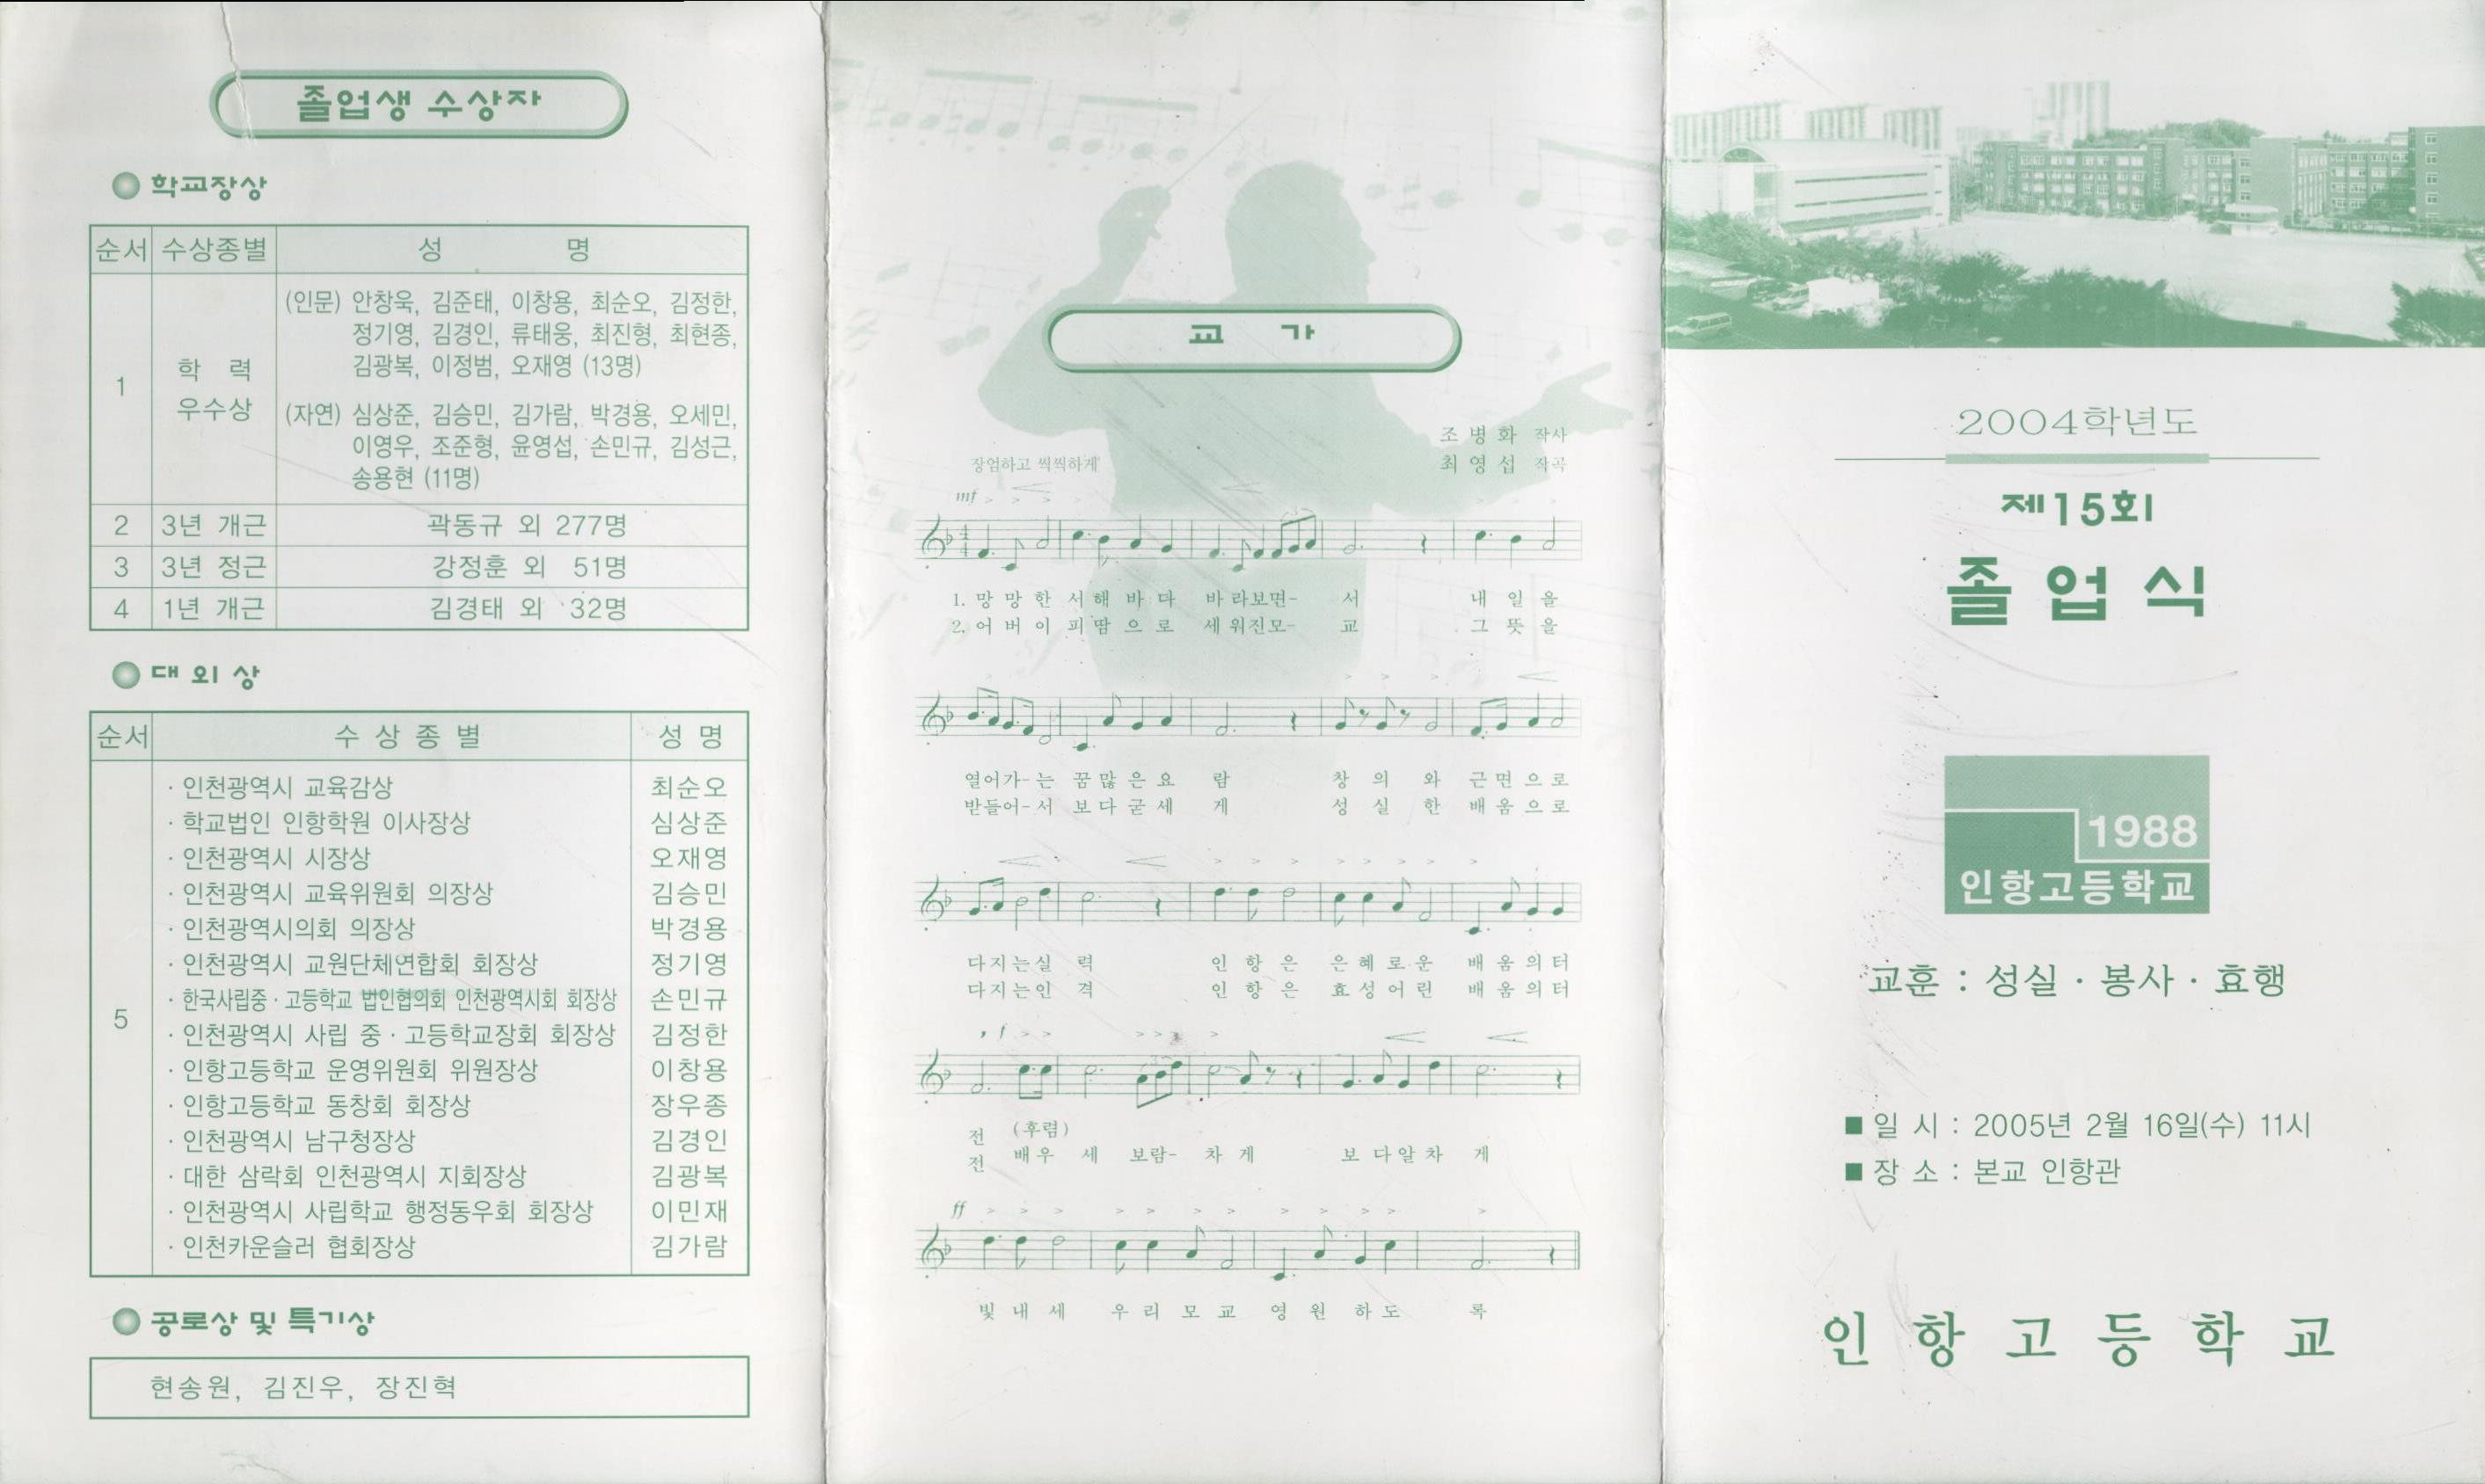 졸업생 수상자
학교장상
순서 수상종별 성 명
1 학 력 우수상
(인문) 안창욱, 김준태, 이창용, 최순오, 김정한,
정기영, 김경인, 류태웅, 최진형, 최현종,
김광복, 이정범, 오재영 (13명)
(자연) 심상준, 김승민, 김가람, 박경용, 오세민,
이영우, 조준형, 윤영섭, 손민규, 김성근,
송용현 (11명)
2 3년 개근 곽동규 외 277명
3 3년 정근 강정훈 외 51명
4 1년 개근 김경태 외 32명
대 외 상
순서 수 상 종 별 성 명
5
· 인천광역시 교육감상 최순오
· 학교법인 인항학원 이사장상 심상준
· 인천광역시 시장상 오재영
· 인천광역시 교육위원회 의장상 김승민
· 인천광역시의회 의장상 박경용
· 인천광역시 교원단체연합회 회장상 정기영
· 한국사립중 · 고등학교 법인협의회 인천광역시회 회장상 손민규
· 인천광역시 사립 중 · 고등학교장회 회장상 김정한
· 인항고등학교 운영위원회 위원장상 이창용
· 인항고등학교 동창회 회장상 장우종
· 인천광역시 남구청장상 김경인
· 대한 삼락회 인천광역시 지회장상 김광복
· 인천광역시 사립학교 행정동우회 회장상 이민재
· 인천카운슬러 협회장상 김가람
공로상 및 특기상
현송원, 김진우, 장진혁
교 가
조 병 화 작사
장엄하고 씩씩하게 최 영 섭 작곡
mf
1. 망 망 한 서 해 바 다 바 라보면- 서 내 일 을
2. 어 버 이 피 땀 으 로 세 워진모- 교 그 뜻 을
열어가- 는 꿈 많 은 요 람 창 의 와 근 면 으 로
받들어- 서 보 다 굳 세 게 성 실 한 배 움 으 로
다 지 는 실 력 인 항 은 은 혜 로 운 배 움 의 터
다 지 는 인 격 인 항 은 효 성 어 린 배 움 의 터
f
전 (후렴)
전 배 우 세 보람- 차 게 보 다 알 차 게
ff
빛 내 세 우 리 모 교 영 원 하 도 록
2004학년도
제15회
졸 업 식
1988
인항고등학교
교훈 : 성실 · 봉사 · 효행
■ 일 시 : 2005년 2월 16일(수) 11시
■ 장 소 : 본교 인항관
인 항 고 등 학 교